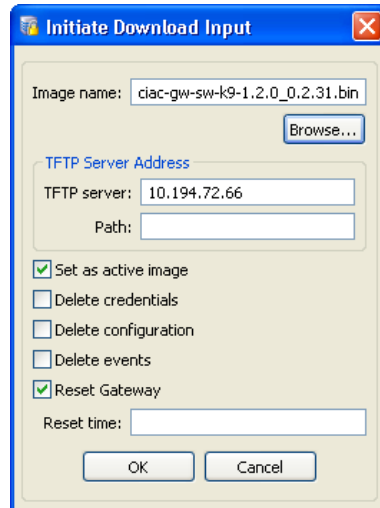 Initiate Download Input
Image name: ciac-gw-sw-k9-1.2.0_0.2.31.bin
Browse...
TFTP Server Address
TFTP server: 10.194.72.66
Path:
Set as active image
Delete credentials
Delete configuration
Delete events
Reset Gateway
Reset time:
OK Cancel